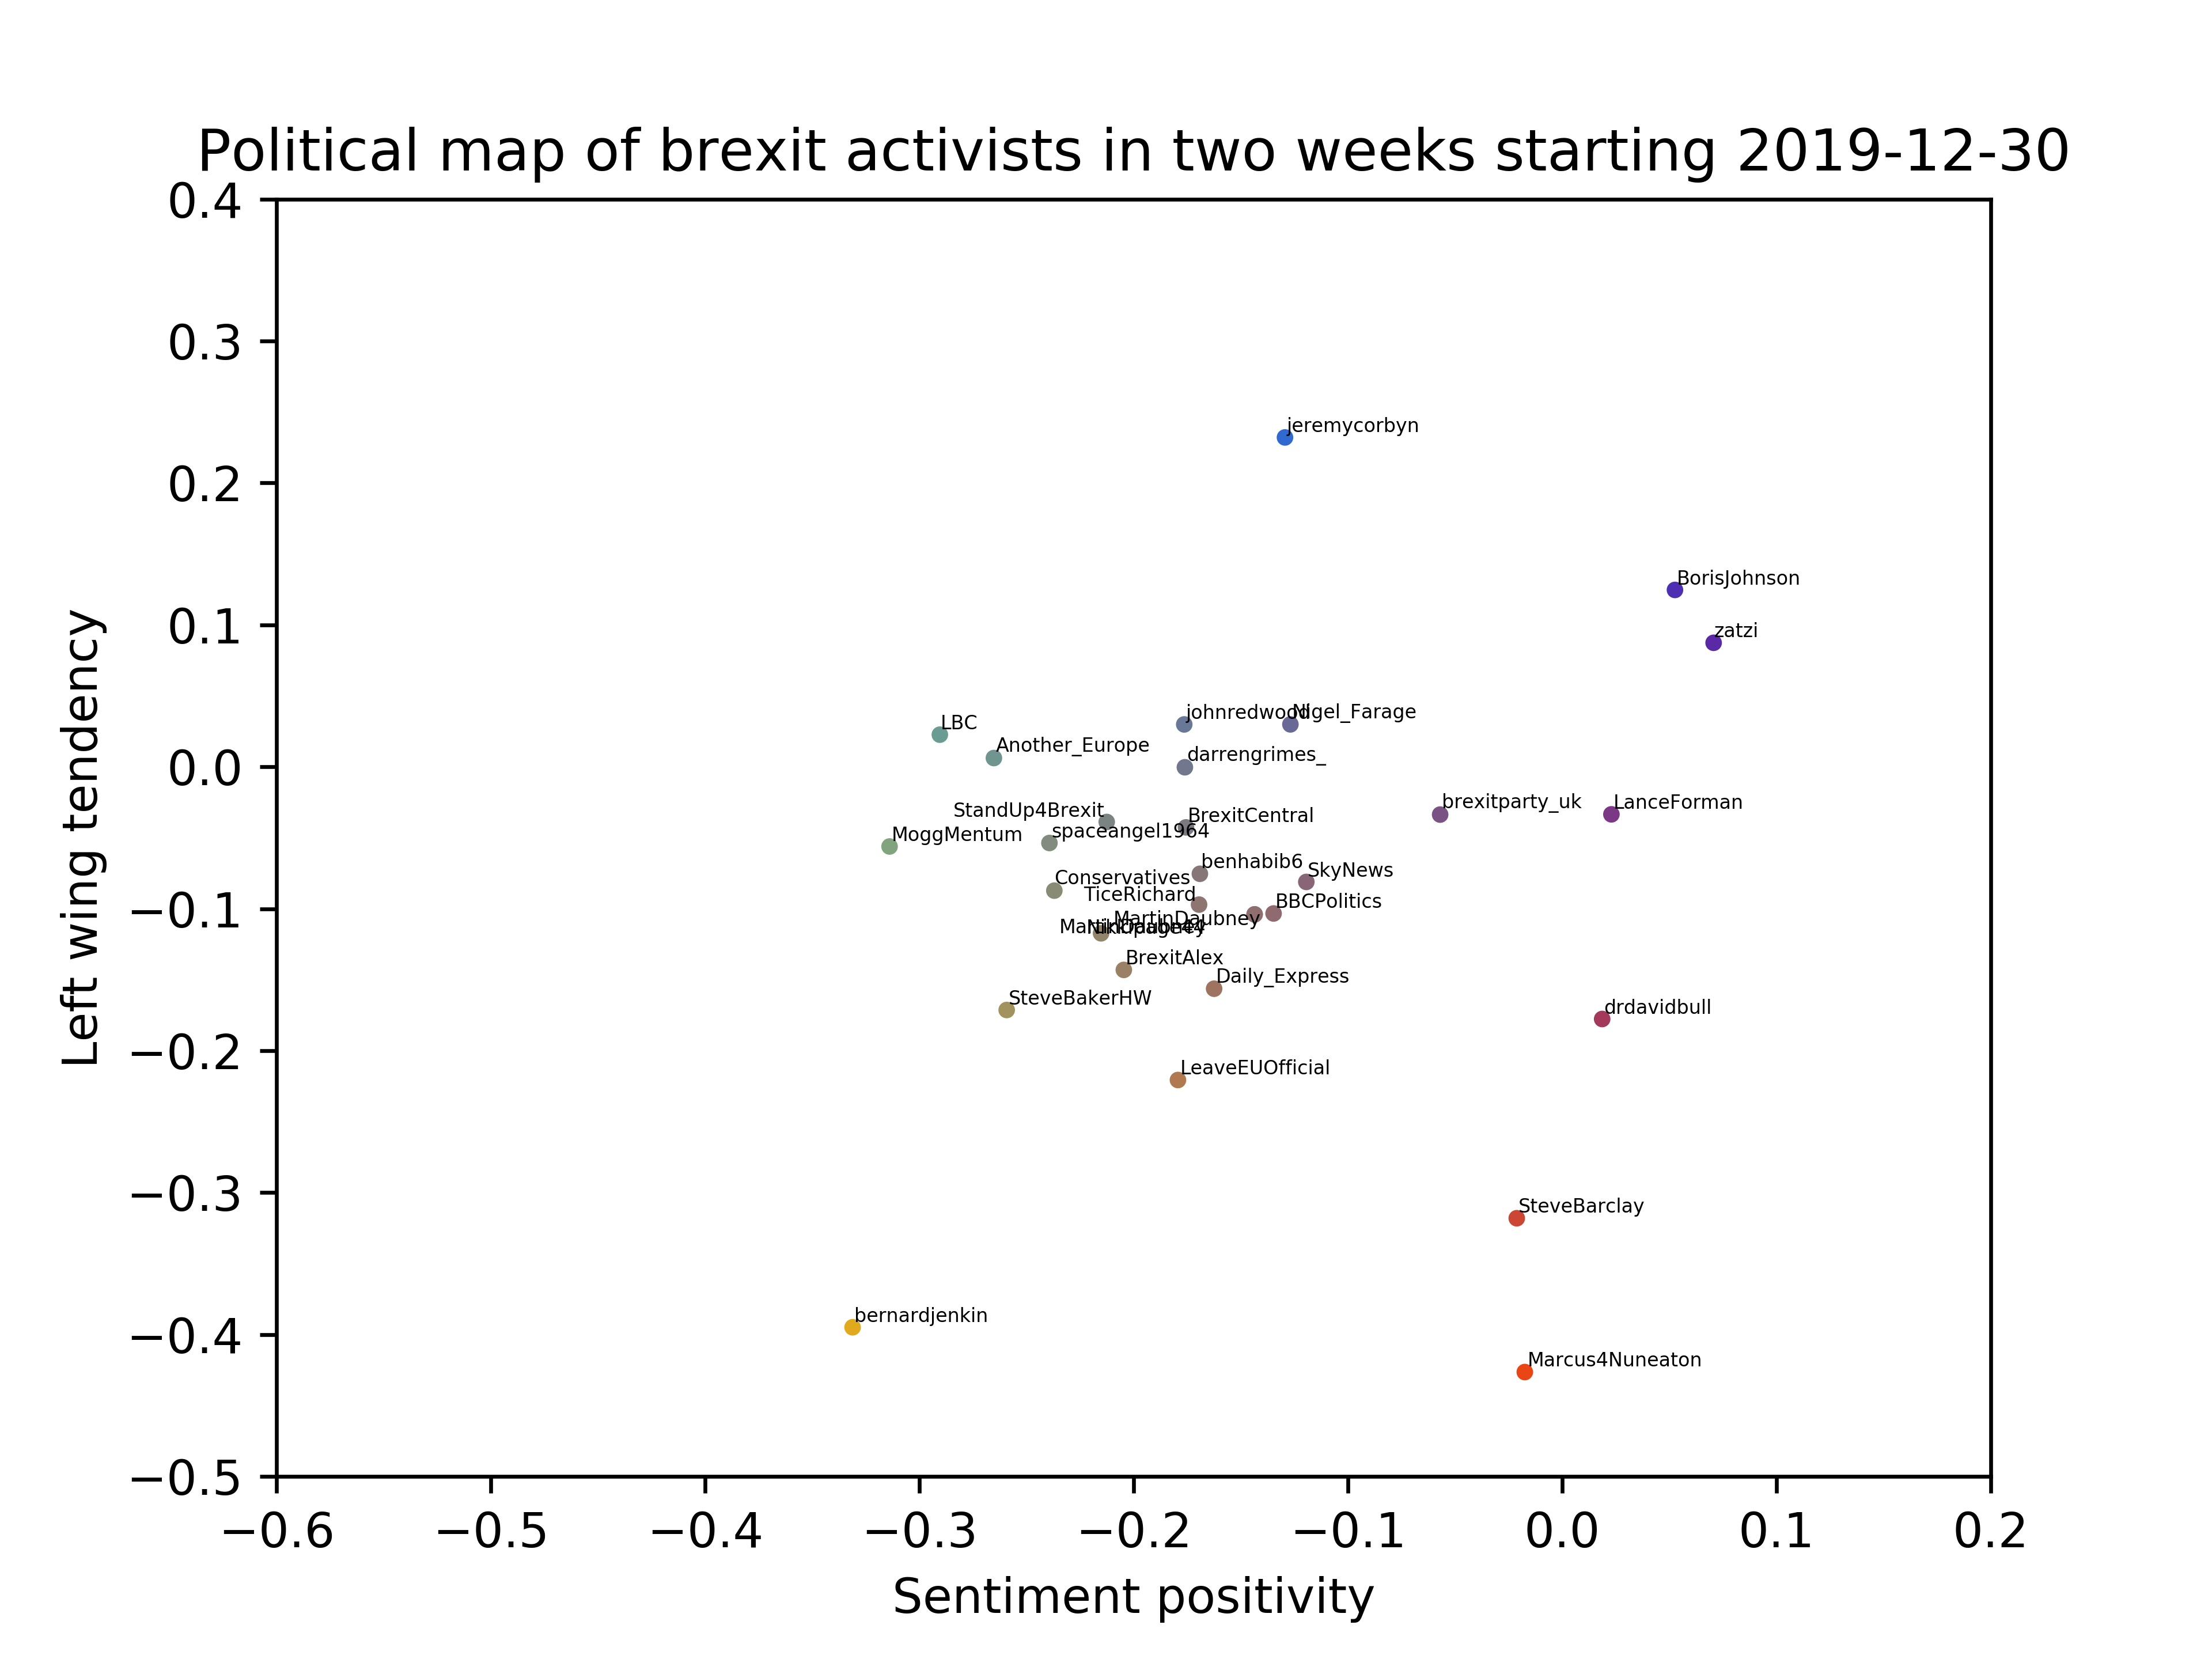 Political map of brexit activists in two weeks starting 2019-12-30
0.4
0.3
0.2
0.1
0.0
−0.1
−0.2
−0.3
−0.4
−0.5
Left wing tendency
jeremycorbyn
BorisJohnson
zatzi
johnredwood
Nigel_Farage
LBC
Another_Europe
darrengrimes_
StandUp4Brexit
BrexitCentral
brexitparty_uk
LanceForman
spaceangel1964
MoggMentum
benhabib6
SkyNews
Conservatives
TiceRichard
BBCPolitics
MartinDaubney
BrexitAlex
Daily_Express
SteveBakerHW
drdavidbull
LeaveEUOfficial
SteveBarclay
bernardjenkin
Marcus4Nuneaton
−0.6
−0.5
−0.4
−0.3
−0.2
−0.1
0.0
0.1
0.2
Sentiment positivity